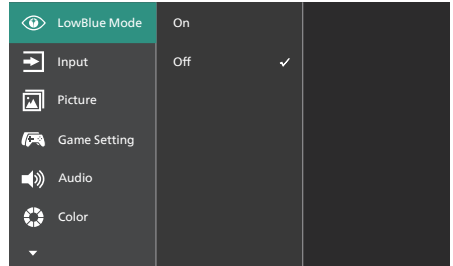 LowBlue Mode
On
Input
Off
Picture
Game Setting
Audio
Color